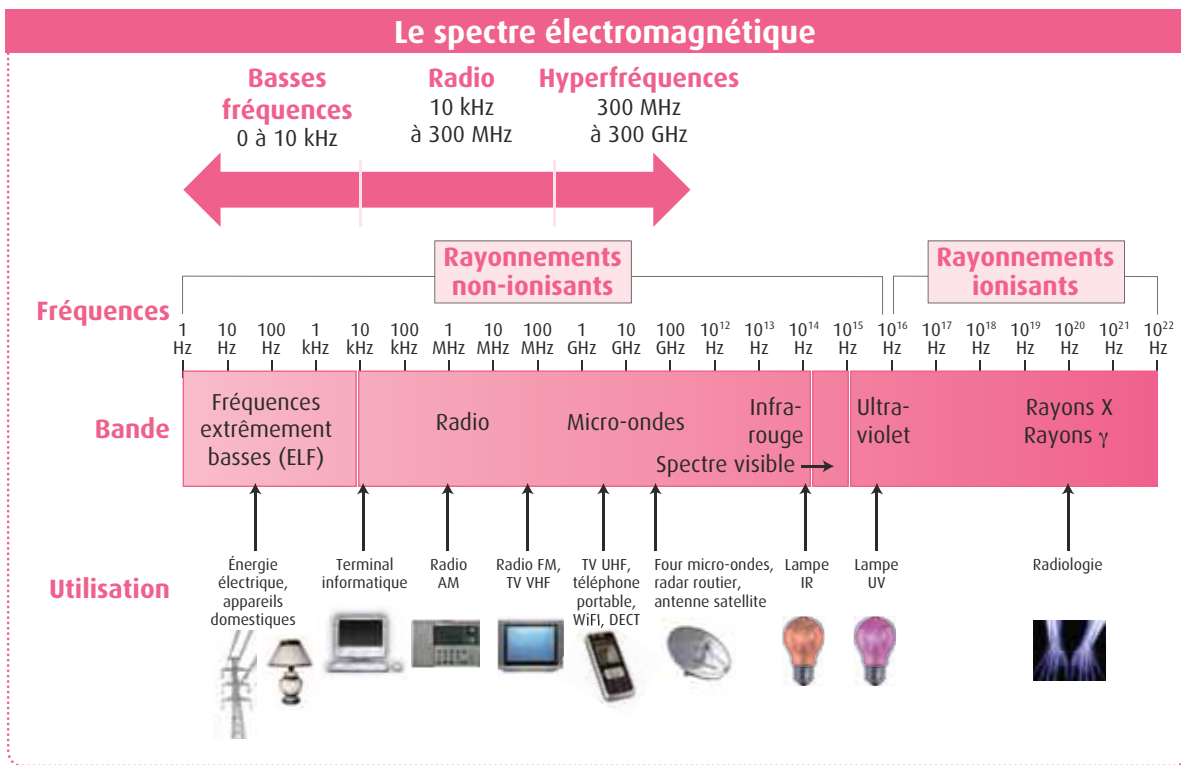 Le spectre électromagnétique
Basses
fréquences
0 à 10 kHz
Radio
10 kHz
à 300 MHz
Hyperfréquences
300 MHz
à 300 GHz
Rayonnements
non-ionisants
Rayonnements
ionisants
Fréquences
1 Hz
10 Hz
100 Hz
1 kHz
10 kHz
100 kHz
1 MHz
10 MHz
100 MHz
1 GHz
10 GHz
100 GHz
10¹² Hz
10¹³ Hz
10¹⁴ Hz
10¹⁵ Hz
10¹⁶ Hz
10¹⁷ Hz
10¹⁸ Hz
10¹⁹ Hz
10²⁰ Hz
10²¹ Hz
10²² Hz
Bande
Fréquences
extrêmement
basses (ELF)
Radio
Micro-ondes
Infra-
rouge
Spectre visible
Ultra-
violet
Rayons X
Rayons γ
Utilisation
Énergie
électrique,
appareils
domestiques
Terminal
informatique
Radio
AM
Radio FM,
TV VHF
TV UHF,
téléphone
portable,
WiFI, DECT
Four micro-ondes,
radar routier,
antenne satellite
Lampe
IR
Lampe
UV
Radiologie